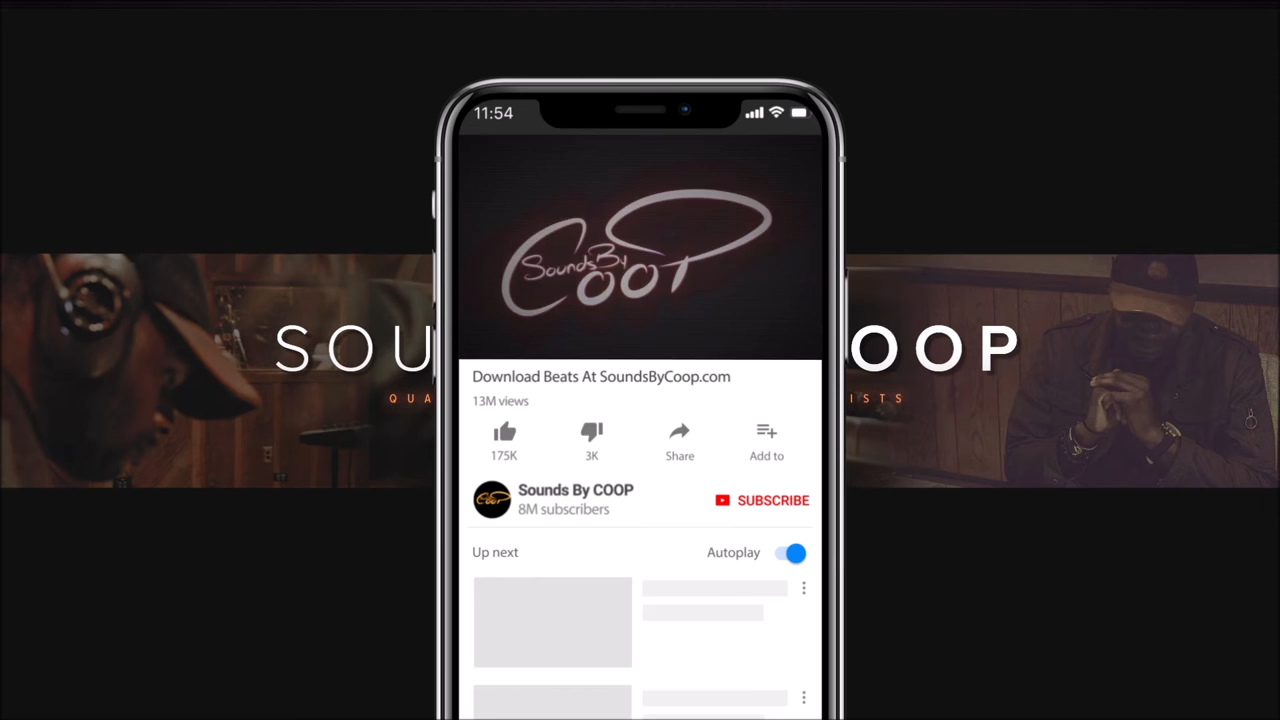 11:54
SoundsBy
COOP
SOU
OOP
QUA
ISTS
Download Beats At SoundsByCoop.com
13M views
175K
3K
Share
Add to
COOP
Sounds By COOP
8M subscribers
SUBSCRIBE
Up next
Autoplay